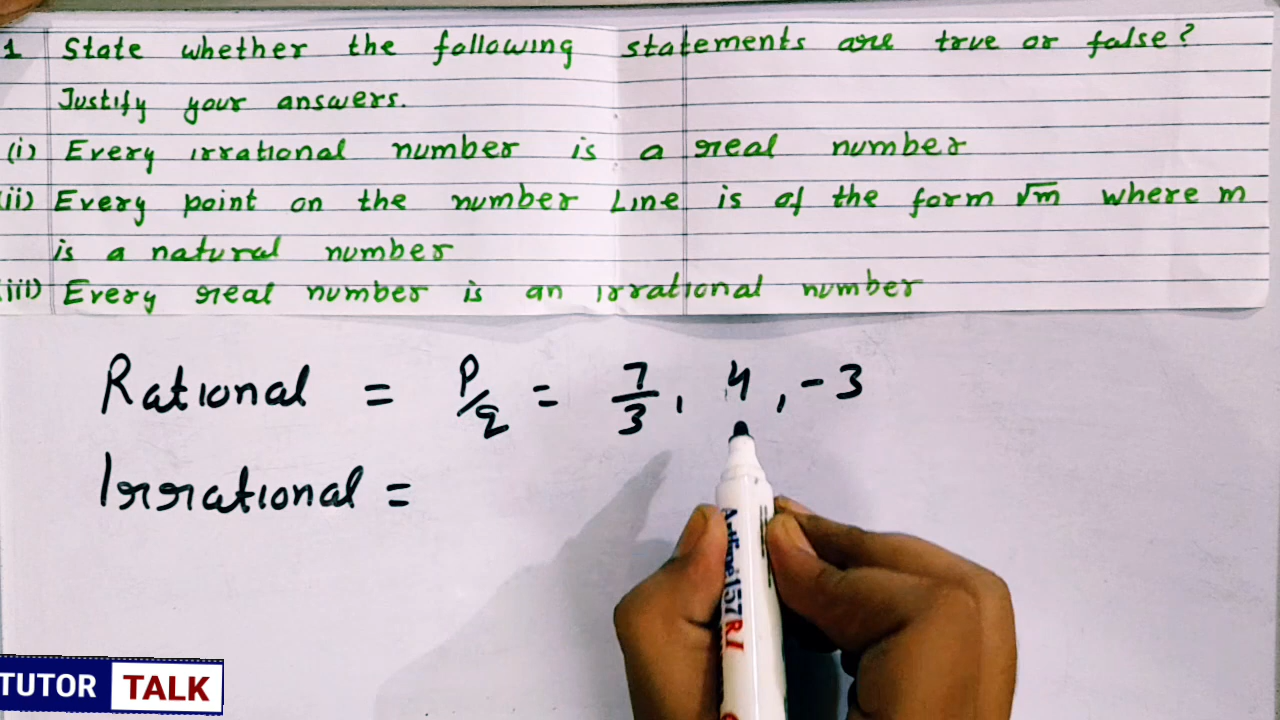 1 State whether the following statements are true or false?
Justify your answers.
(i) Every irrational number is a real number
(ii) Every point on the number Line is of the form √m where m
is a natural number
(iii) Every real number is an irrational number
Rational = P/q = 7/3, 4, -3
Irrational =
Artline 157R
TUTOR TALK